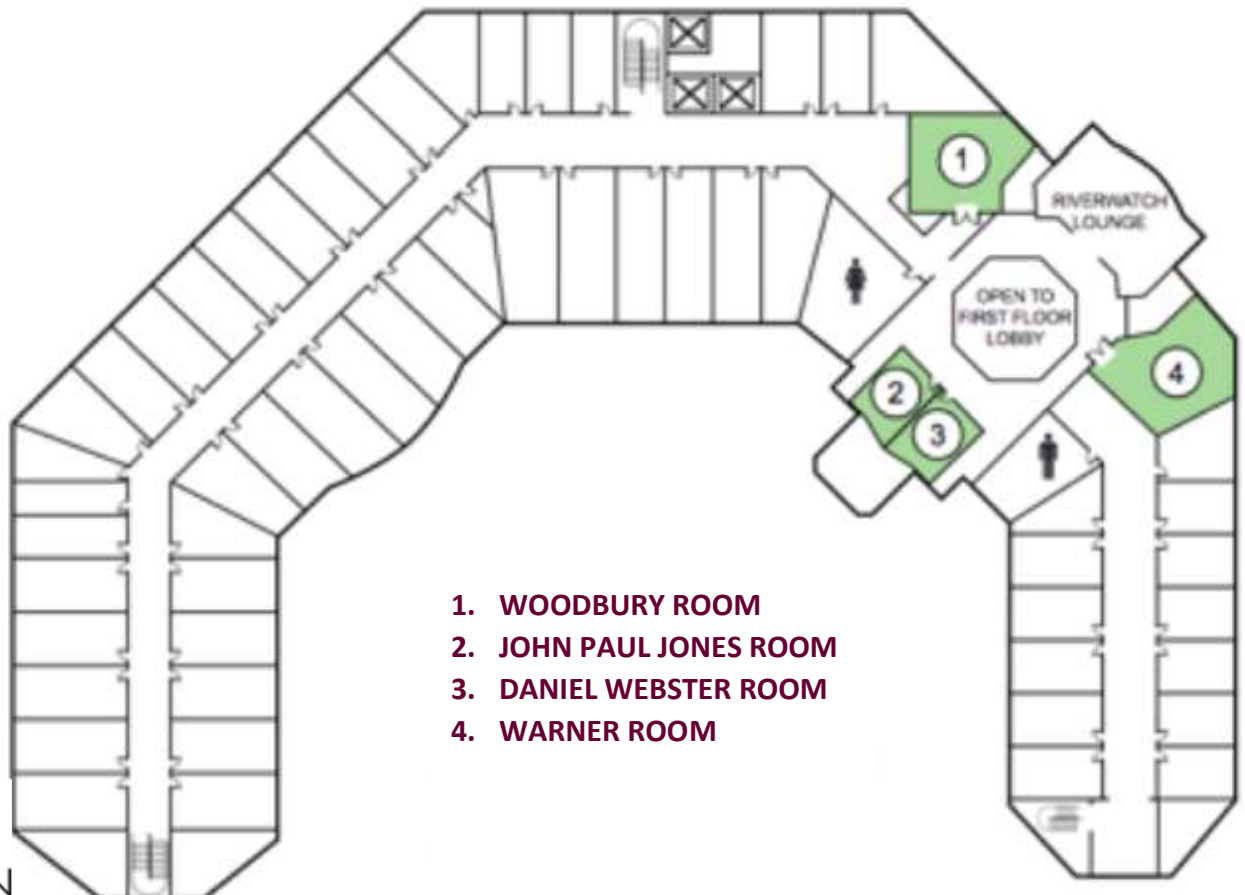 1
RIVERWATCH
LOUNGE
OPEN TO
FIRST FLOOR
LOBBY
2
3
4
1. WOODBURY ROOM
2. JOHN PAUL JONES ROOM
3. DANIEL WEBSTER ROOM
4. WARNER ROOM